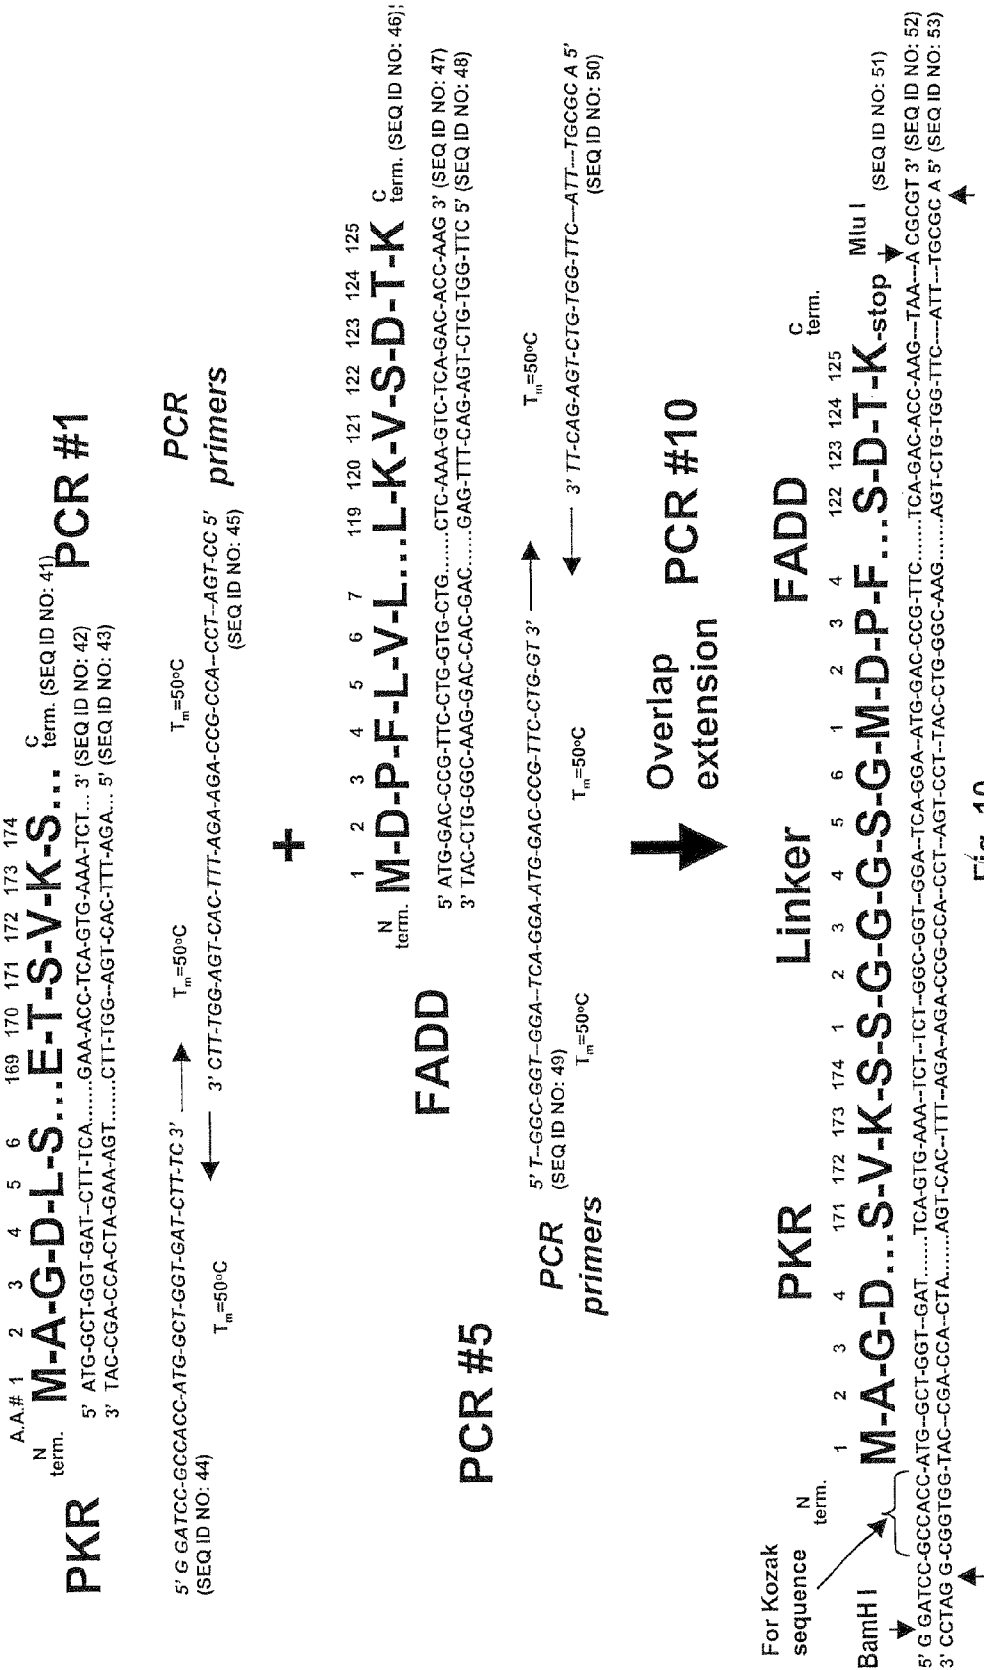 A.A.# 1 2 3 4 5 6 169 170 171 172 173 174
PKR N term. M-A-G-D-L-S...E-T-S-V-K-S... C term. (SEQ ID NO: 41)
5' ATG-GCT-GGT-GAT--CTT-TCA......GAA-ACC-TCA-GTG-AAA-TCT... 3' (SEQ ID NO: 42)
3' TAC-CGA-CCA-CTA-GAA-AGT......CTT-TGG--AGT-CAC-TTT-AGA... 5' (SEQ ID NO: 43)
PCR #1
5' G GATCC-GCCACC-ATG-GCT-GGT-GAT-CTT-TC 3'
(SEQ ID NO: 44)
Tm=50°C
Tm=50°C
Tm=50°C
3' CTT-TGG-AGT-CAC-TTT-AGA-AGA-CCG-CCA--CCT--AGT-CC 5'
(SEQ ID NO: 45)
PCR
primers
+
FADD
1 2 3 4 5 6 7 119 120 121 122 123 124 125
N term. M-D-P-F-L-V-L...L-K-V-S-D-T-K C term. (SEQ ID NO: 46);
5' ATG-GAC-CCG-TTC-CTG-GTG-CTG......CTC-AAA-GTC-TCA-GAC-ACC-AAG 3' (SEQ ID NO: 47)
3' TAC-CTG-GGC-AAG-GAC-CAC-GAC......GAG-TTT-CAG-AGT-CTG-TGG-TTC 5' (SEQ ID NO: 48)
PCR #5
PCR
primers
5' T--GGC-GGT--GGA--TCA-GGA-ATG-GAC-CCG-TTC-CTG-GT 3'
(SEQ ID NO: 49)
Tm=50°C
Tm=50°C
Tm=50°C
3' TT-CAG-AGT-CTG-TGG-TTC---ATT---TGCGC A 5'
(SEQ ID NO: 50)
Overlap
extension
PCR #10
PKR Linker FADD
For Kozak
sequence
BamH I
N term.
1 2 3 4 171 172 173 174 1 2 3 4 5 6 1 2 3 4 122 123 124 125
M-A-G-D...S-V-K-S-S-G-G-G-S-G-M-D-P-F...S-D-T-K-stop
C term.
Mlu I
(SEQ ID NO: 51)
5' G GATCC-GCCACC-ATG--GCT-GGT--GAT.......TCA-GTG-AAA--TCT--TCT--GGC-GGT--GGA--TCA-GGA--ATG-GAC-CCG-TTC.......TCA-GAC-ACC-AAG---TAA---A CGCGT 3' (SEQ ID NO: 52)
3' CCTAG G-CGGTGG-TAC--CGA-CCA--CTA.......AGT-CAC--TTT--AGA--AGA-CCG-CCA--CCT--AGT-CCT--TAC-CTG-GGC-AAG.......AGT-CTG-TGG-TTC---ATT---TGCGC A 5' (SEQ ID NO: 53)